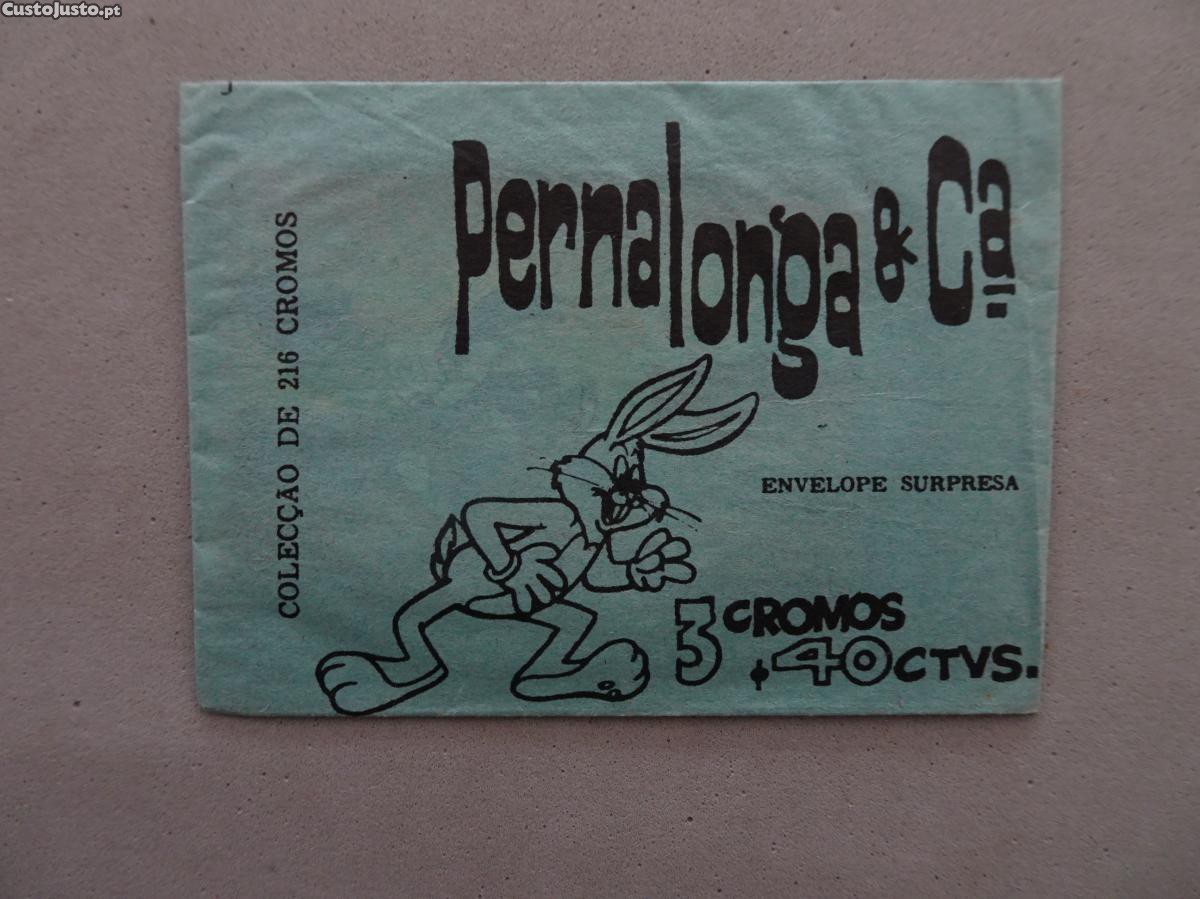 CustoJusto.pt
Pernalonga & Cª
COLECÇÃO DE 216 CROMOS
ENVELOPE SURPRESA
3 CROMOS
$40 CTVS.